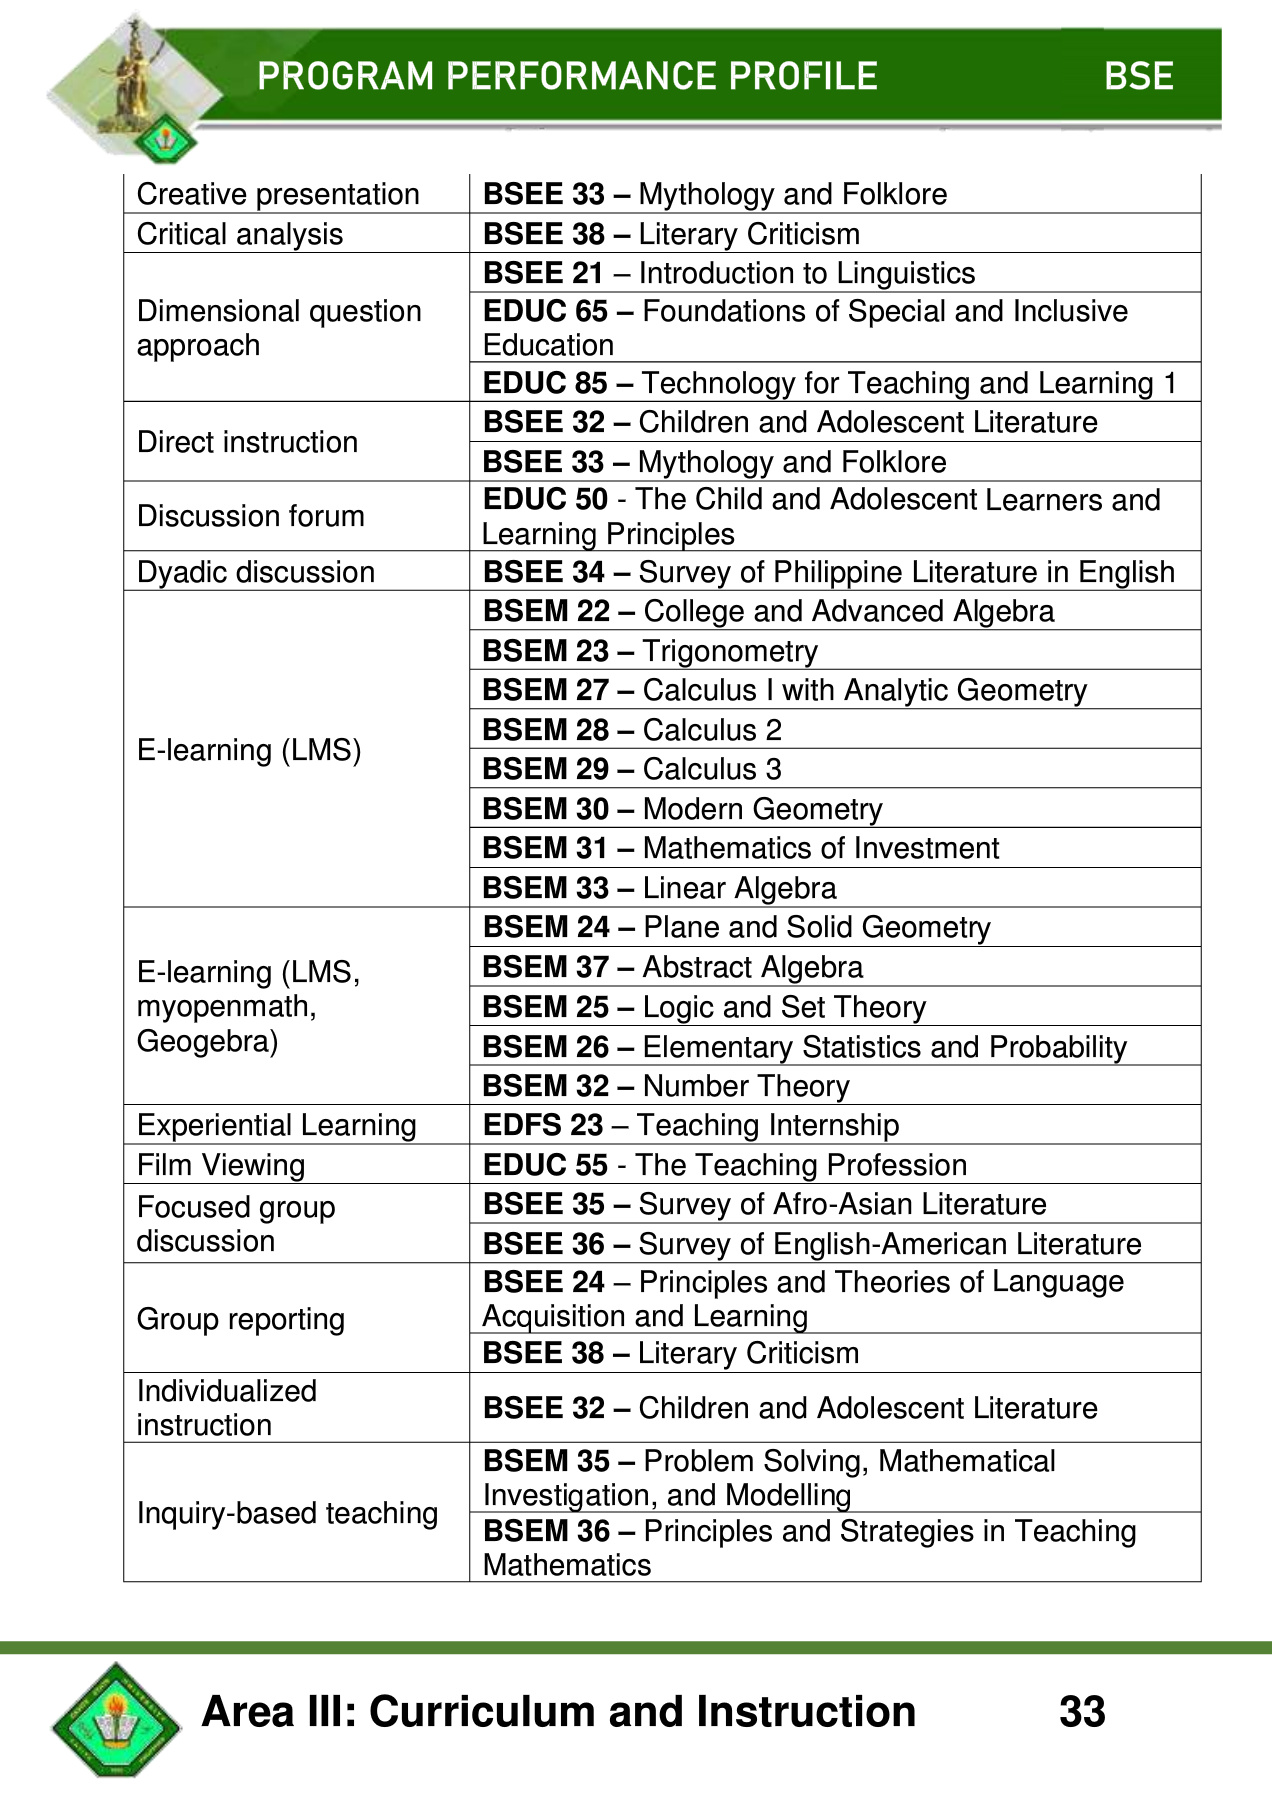 PROGRAM PERFORMANCE PROFILE BSE
Creative presentation BSEE 33 – Mythology and Folklore
Critical analysis BSEE 38 – Literary Criticism
Dimensional question approach
BSEE 21 – Introduction to Linguistics
EDUC 65 – Foundations of Special and Inclusive
Education
EDUC 85 – Technology for Teaching and Learning 1
Direct instruction
BSEE 32 – Children and Adolescent Literature
BSEE 33 – Mythology and Folklore
Discussion forum
EDUC 50 - The Child and Adolescent Learners and
Learning Principles
Dyadic discussion BSEE 34 – Survey of Philippine Literature in English
E-learning (LMS)
BSEM 22 – College and Advanced Algebra
BSEM 23 – Trigonometry
BSEM 27 – Calculus I with Analytic Geometry
BSEM 28 – Calculus 2
BSEM 29 – Calculus 3
BSEM 30 – Modern Geometry
BSEM 31 – Mathematics of Investment
BSEM 33 – Linear Algebra
E-learning (LMS,
myopenmath,
Geogebra)
BSEM 24 – Plane and Solid Geometry
BSEM 37 – Abstract Algebra
BSEM 25 – Logic and Set Theory
BSEM 26 – Elementary Statistics and Probability
BSEM 32 – Number Theory
Experiential Learning EDFS 23 – Teaching Internship
Film Viewing EDUC 55 - The Teaching Profession
Focused group
discussion
BSEE 35 – Survey of Afro-Asian Literature
BSEE 36 – Survey of English-American Literature
Group reporting
BSEE 24 – Principles and Theories of Language
Acquisition and Learning
BSEE 38 – Literary Criticism
Individualized
instruction
BSEE 32 – Children and Adolescent Literature
Inquiry-based teaching
BSEM 35 – Problem Solving, Mathematical
Investigation, and Modelling
BSEM 36 – Principles and Strategies in Teaching
Mathematics
Area III: Curriculum and Instruction 33